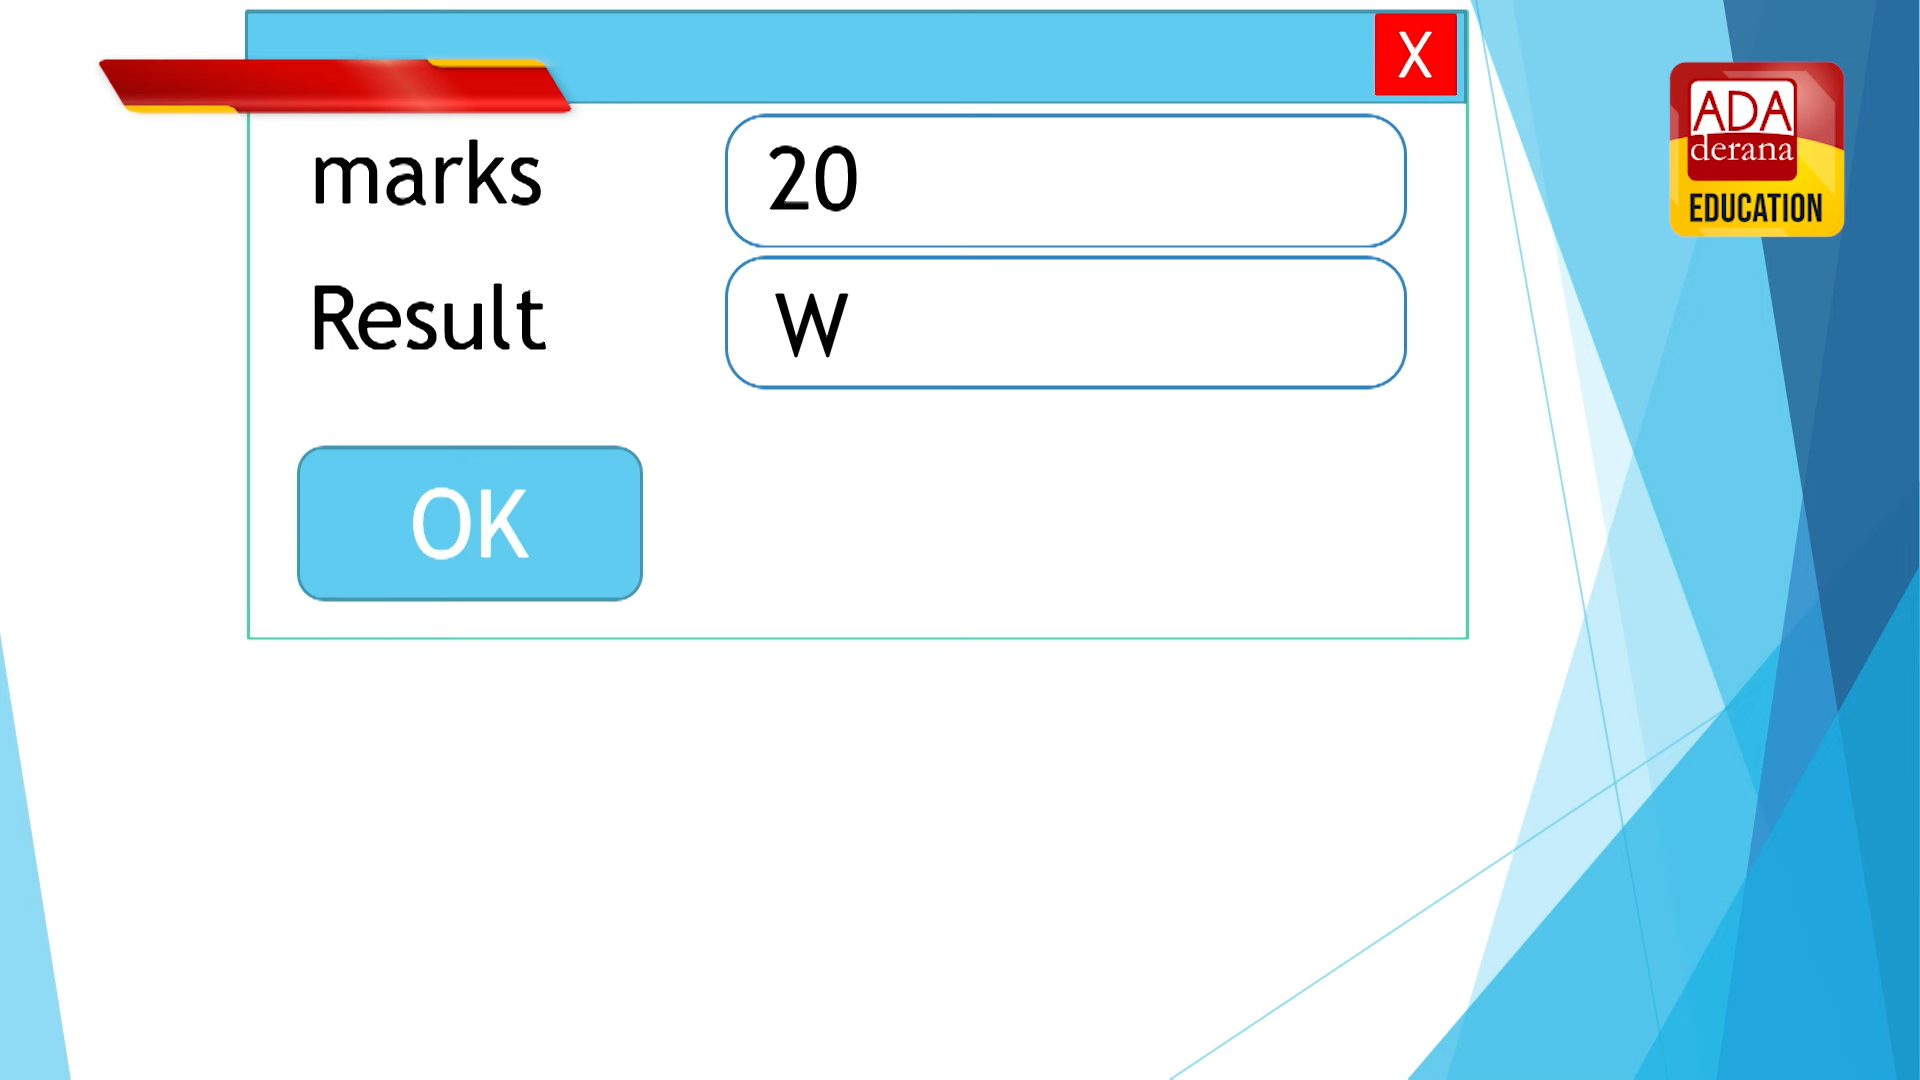 X
marks 20
Result W
OK
ADA
derana
EDUCATION